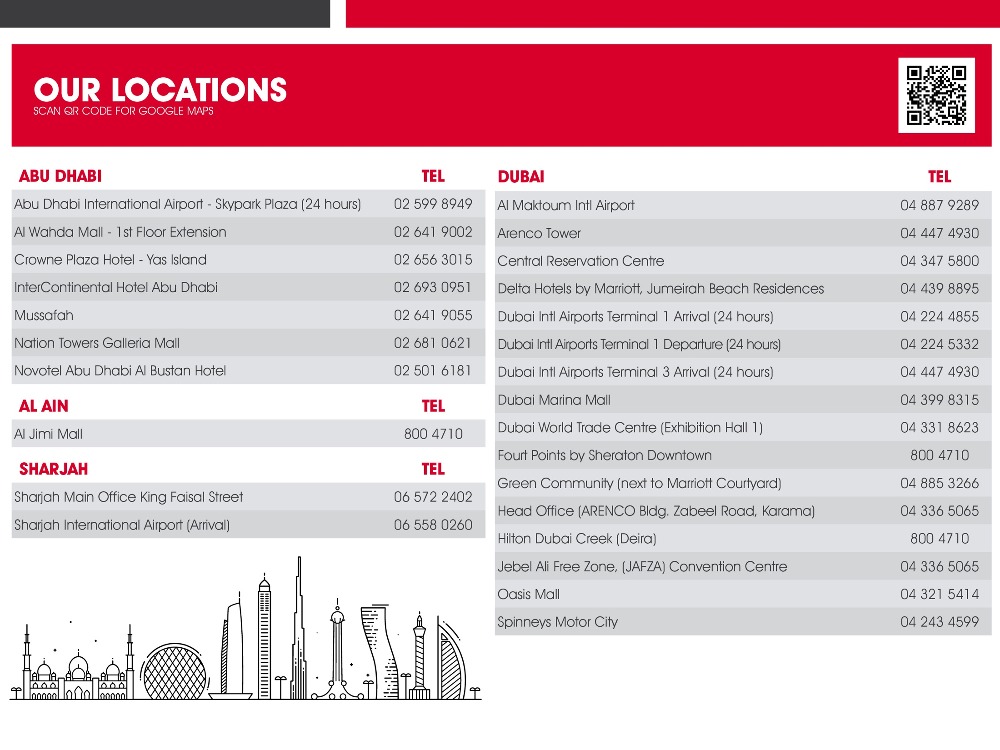 OUR LOCATIONS
SCAN QR CODE FOR GOOGLE MAPS
ABU DHABI TEL
Abu Dhabi International Airport - Skypark Plaza (24 hours) 02 599 8949
Al Wahda Mall - 1st Floor Extension 02 641 9002
Crowne Plaza Hotel - Yas Island 02 656 3015
InterContinental Hotel Abu Dhabi 02 693 0951
Mussafah 02 641 9055
Nation Towers Galleria Mall 02 681 0621
Novotel Abu Dhabi Al Bustan Hotel 02 501 6181
AL AIN TEL
Al Jimi Mall 800 4710
SHARJAH TEL
Sharjah Main Office King Faisal Street 06 572 2402
Sharjah International Airport (Arrival) 06 558 0260
DUBAI TEL
Al Maktoum Intl Airport 04 887 9289
Arenco Tower 04 447 4930
Central Reservation Centre 04 347 5800
Delta Hotels by Marriott, Jumeirah Beach Residences 04 439 8895
Dubai Intl Airports Terminal 1 Arrival (24 hours) 04 224 4855
Dubai Intl Airports Terminal 1 Departure (24 hours) 04 224 5332
Dubai Intl Airports Terminal 3 Arrival (24 hours) 04 447 4930
Dubai Marina Mall 04 399 8315
Dubai World Trade Centre (Exhibition Hall 1) 04 331 8623
Fourt Points by Sheraton Downtown 800 4710
Green Community (next to Marriott Courtyard) 04 885 3266
Head Office (ARENCO Bldg. Zabeel Road, Karama) 04 336 5065
Hilton Dubai Creek (Deira) 800 4710
Jebel Ali Free Zone, (JAFZA) Convention Centre 04 336 5065
Oasis Mall 04 321 5414
Spinneys Motor City 04 243 4599